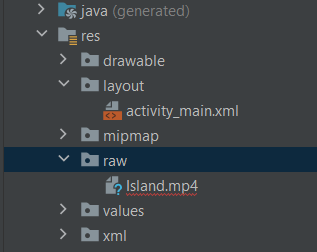 java (generated)
res
drawable
layout
activity_main.xml
mipmap
raw
Island.mp4
values
xml